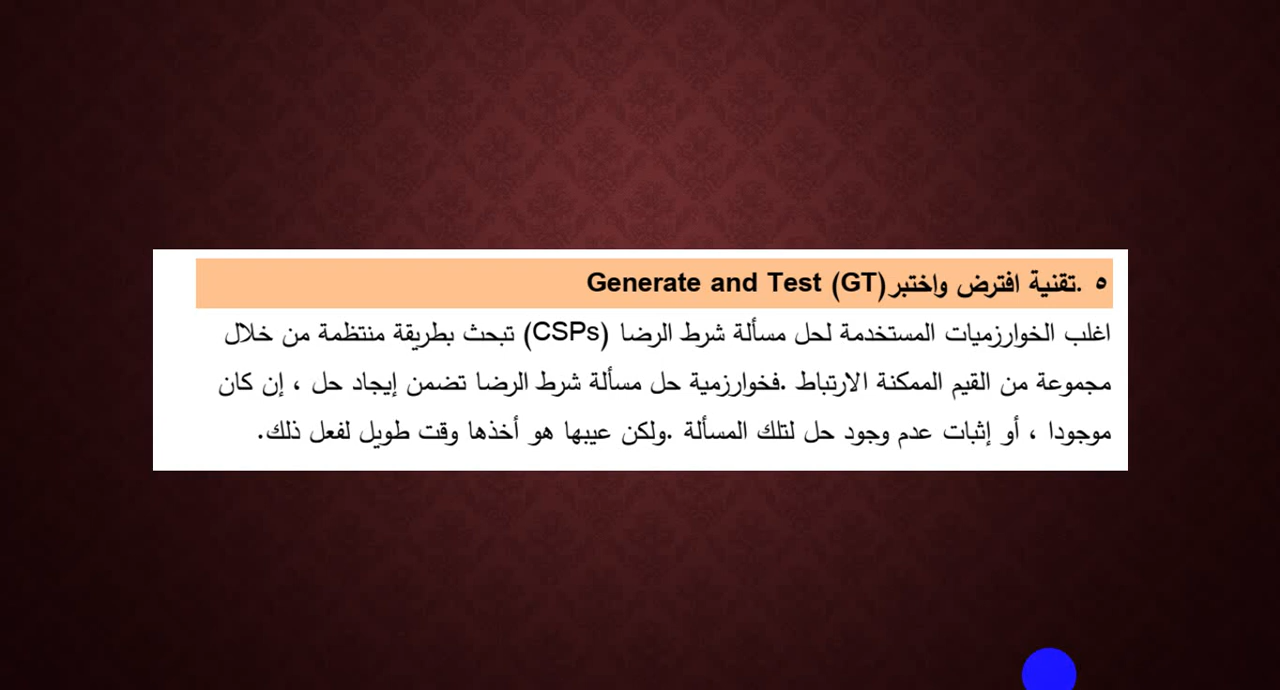 ٥ .تقنية افترض واختبر Generate and Test (GT)
اغلب الخوارزميات المستخدمة لحل مسألة شرط الرضا (CSPs) تبحث بطريقة منتظمة من خلال
مجموعة من القيم الممكنة الارتباط .فخوارزمية حل مسألة شرط الرضا تضمن إيجاد حل ، إن كان
موجودا ، أو إثبات عدم وجود حل لتلك المسألة .ولكن عيبها هو أخذها وقت طويل لفعل ذلك.